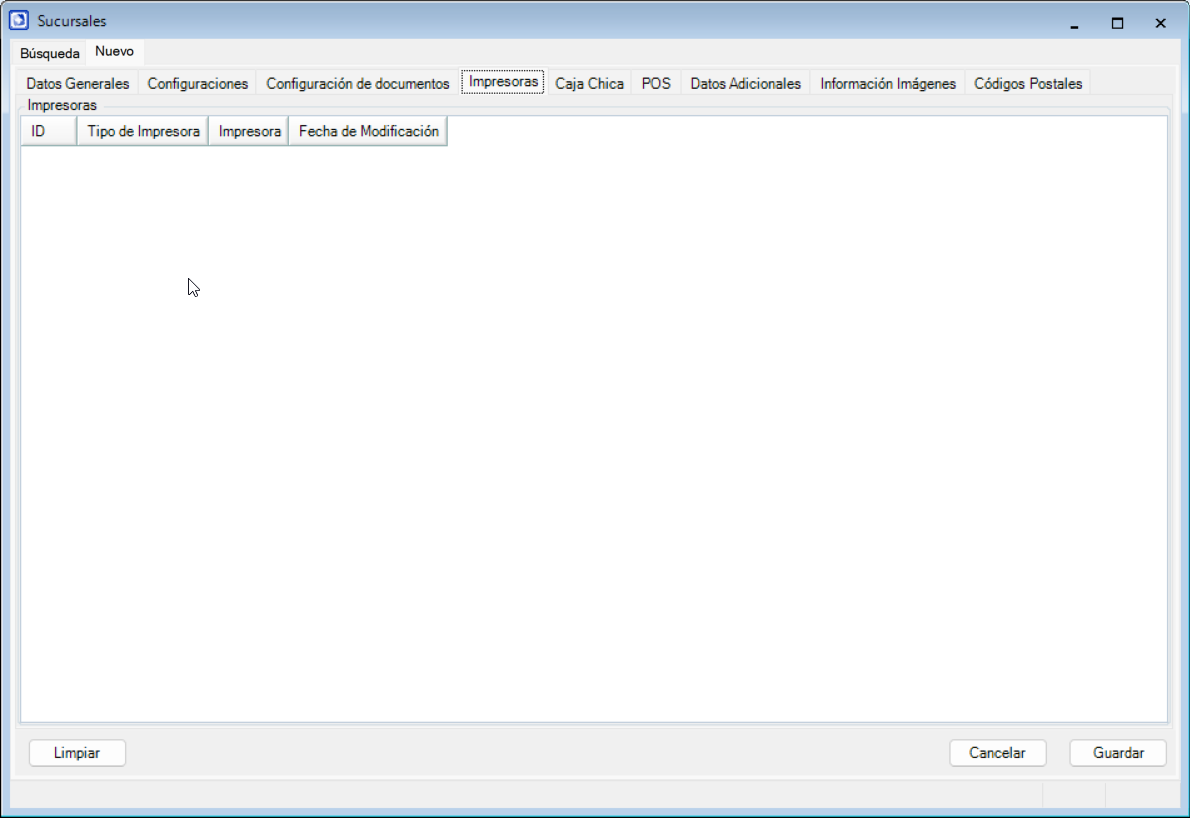 Sucursales
Búsqueda Nuevo
Datos Generales Configuraciones Configuración de documentos Impresoras Caja Chica POS Datos Adicionales Información Imágenes Códigos Postales
Impresoras
ID Tipo de Impresora Impresora Fecha de Modificación
Limpiar Cancelar Guardar